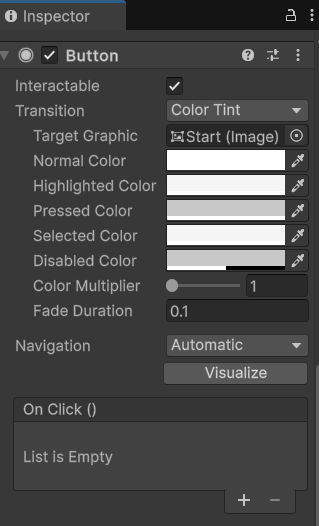 Inspector
Button
Interactable
Transition Color Tint
Target Graphic Start (Image)
Normal Color
Highlighted Color
Pressed Color
Selected Color
Disabled Color
Color Multiplier 1
Fade Duration 0.1
Navigation Automatic
Visualize
On Click ()
List is Empty